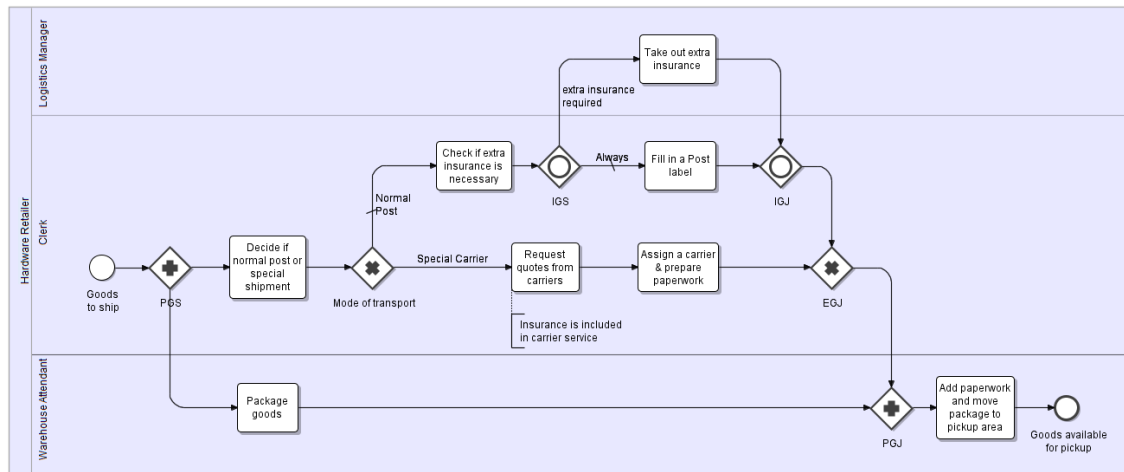 Hardware Retailer
Logistics Manager
Take out extra
insurance
extra insurance
required
Clerk
Check if extra
insurance is
necessary
IGS
Always
Fill in a Post
label
IGJ
Normal
Post
Goods
to ship
PGS
Decide if
normal post or
special
shipment
Mode of transport
Special Carrier
Request
quotes from
carriers
Assign a carrier
& prepare
paperwork
EGJ
Insurance is included
in carrier service
Warehouse Attendant
Package
goods
PGJ
Add paperwork
and move
package to
pickup area
Goods available
for pickup